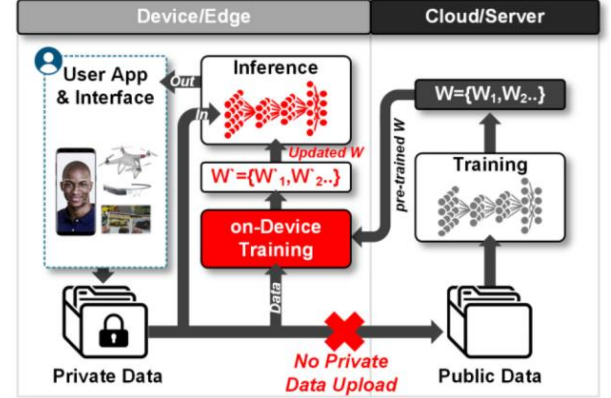 Device/Edge
Cloud/Server
User App
& Interface
Out
In
Inference
Updated W
W`={W`₁,W`₂..}
on-Device
Training
Data
pre-trained W
W={W₁,W₂..}
Training
No Private
Data Upload
Private Data
Public Data